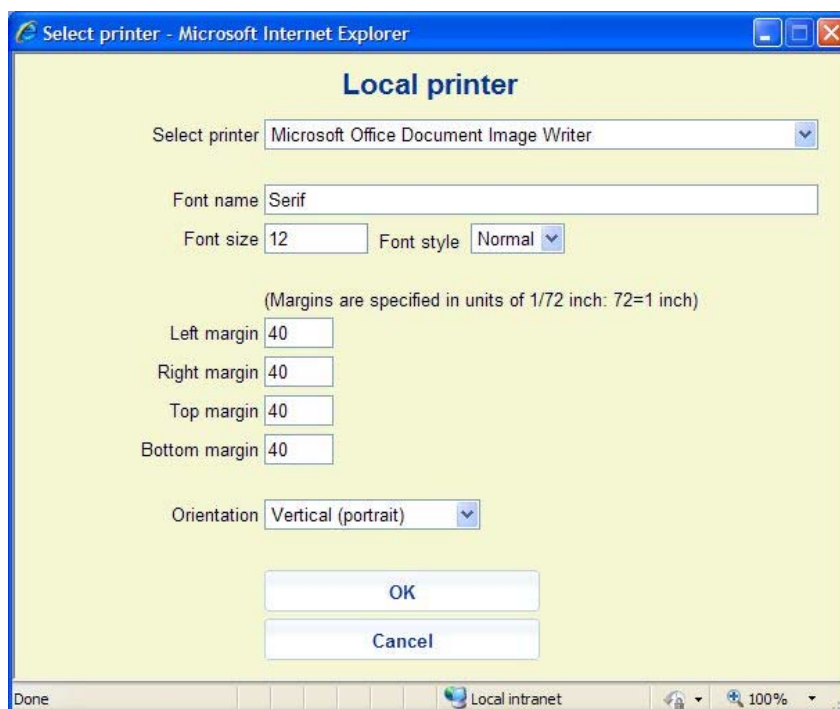 Select printer - Microsoft Internet Explorer
Local printer
Select printer Microsoft Office Document Image Writer
Font name Serif
Font size 12 Font style Normal
(Margins are specified in units of 1/72 inch: 72=1 inch)
Left margin 40
Right margin 40
Top margin 40
Bottom margin 40
Orientation Vertical (portrait)
OK
Cancel
Done Local intranet 100%